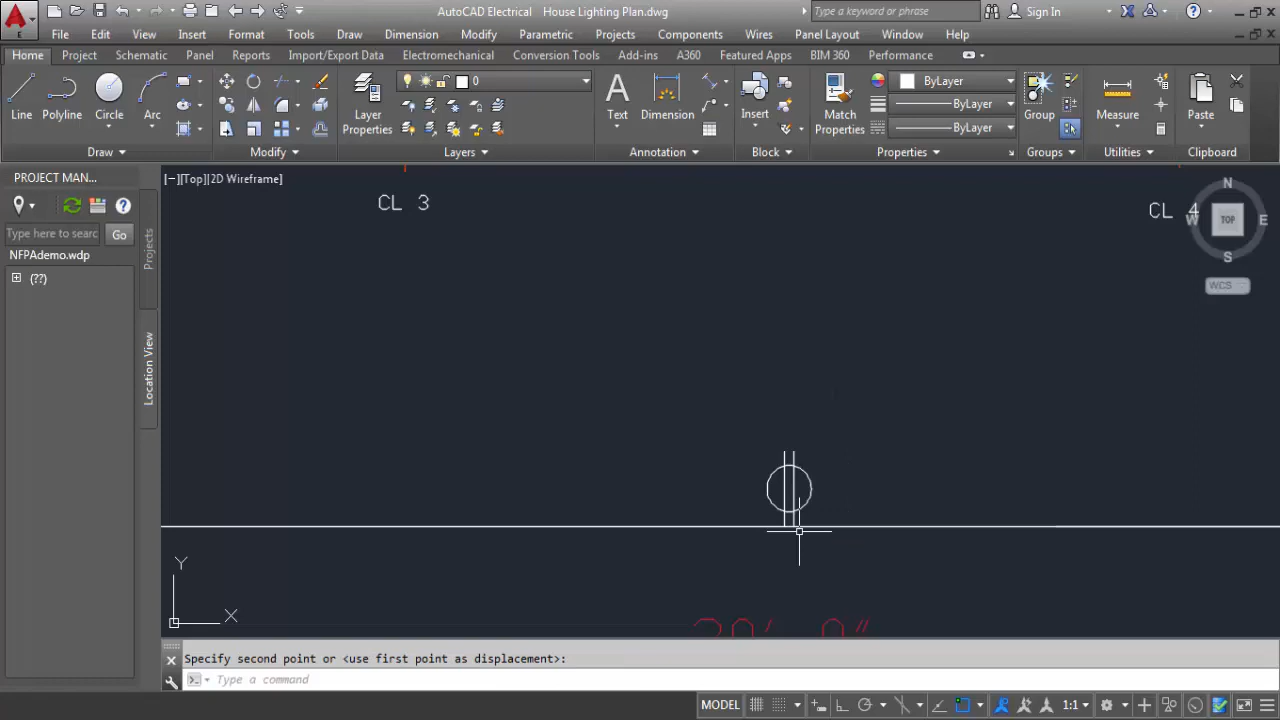 AutoCAD Electrical House Lighting Plan.dwg
Type a keyword or phrase
Sign In
E
File Edit View Insert Format Tools Draw Dimension Modify Parametric Projects Components Wires Panel Layout Window Help
Home Project Schematic Panel Reports Import/Export Data Electromechanical Conversion Tools Add-ins A360 Featured Apps BIM 360 Performance
0
ByLayer
ByLayer
ByLayer
Line Polyline Circle Arc
Layer Properties
Text Dimension
Insert
Match Properties
Group
Measure
Paste
Draw Modify Layers Annotation Block Properties Groups Utilities Clipboard
PROJECT MAN...
Type here to searc Go
NFPAdemo.wdp
(??)
Projects
Location View
[−][Top][2D Wireframe]
CL 3
CL 4
N
W TOP E
S
WCS
Y
X
20' 0"
Specify second point or <use first point as displacement>:
Type a command
MODEL
1:1